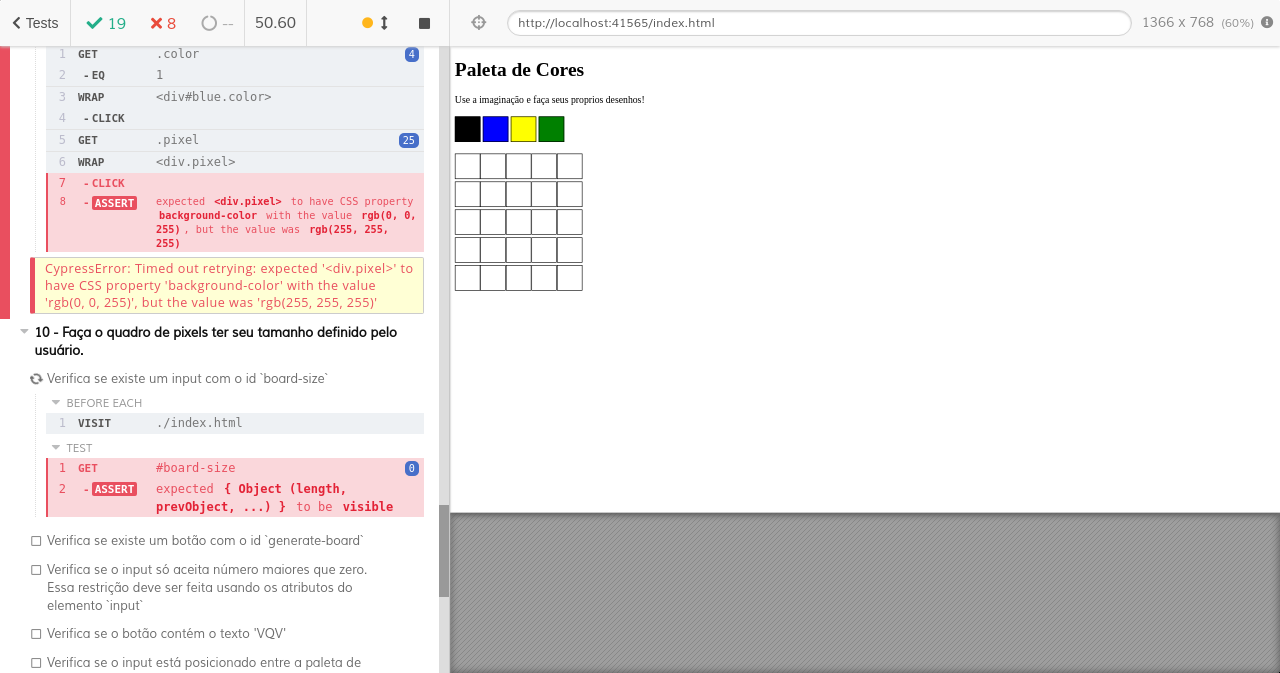 Tests 19 8 -- 50.60 http://localhost:41565/index.html 1366 x 768 (60%)
1 GET .color 4
2 - EQ 1
3 WRAP <div#blue.color>
4 - CLICK
5 GET .pixel 25
6 WRAP <div.pixel>
7 - CLICK
8 - ASSERT expected <div.pixel> to have CSS property
background-color with the value rgb(0, 0,
255) , but the value was rgb(255, 255,
255)
CypressError: Timed out retrying: expected '<div.pixel>' to
have CSS property 'background-color' with the value
'rgb(0, 0, 255)', but the value was 'rgb(255, 255, 255)'
10 - Faça o quadro de pixels ter seu tamanho definido pelo
usuário.
Verifica se existe um input com o id `board-size`
BEFORE EACH
1 VISIT ./index.html
TEST
1 GET #board-size 0
2 - ASSERT expected { Object (length,
prevObject, ...) } to be visible
Verifica se existe um botão com o id `generate-board`
Verifica se o input só aceita número maiores que zero.
Essa restrição deve ser feita usando os atributos do
elemento `input`
Verifica se o botão contém o texto 'VQV'
Verifica se o input está posicionado entre a paleta de
Paleta de Cores
Use a imaginação e faça seus proprios desenhos!